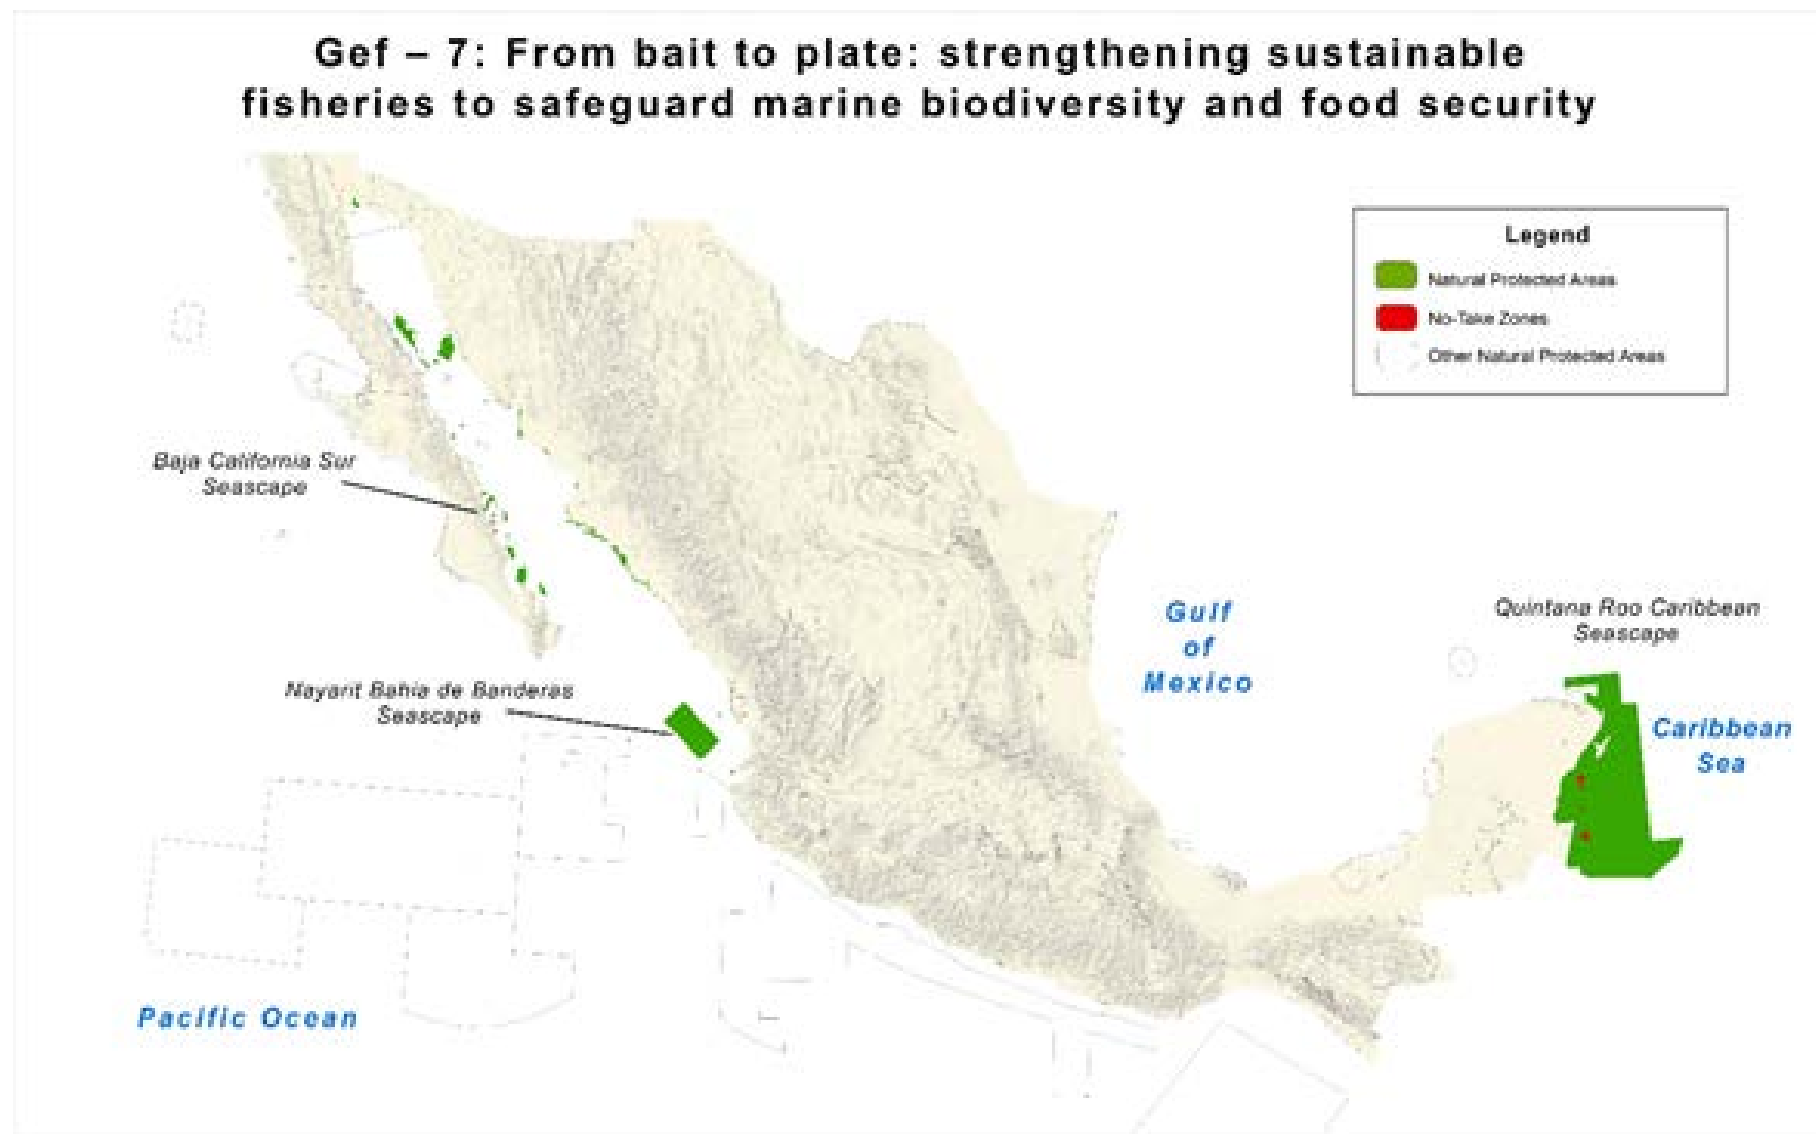 Gef – 7: From bait to plate: strengthening sustainable
fisheries to safeguard marine biodiversity and food security
Legend
Natural Protected Areas
No-Take Zones
Other Natural Protected Areas
Baja California Sur
Seascape
Nayarit Bahia de Banderas
Seascape
Gulf
of
Mexico
Quintana Roo Caribbean
Seascape
Caribbean
Sea
Pacific Ocean